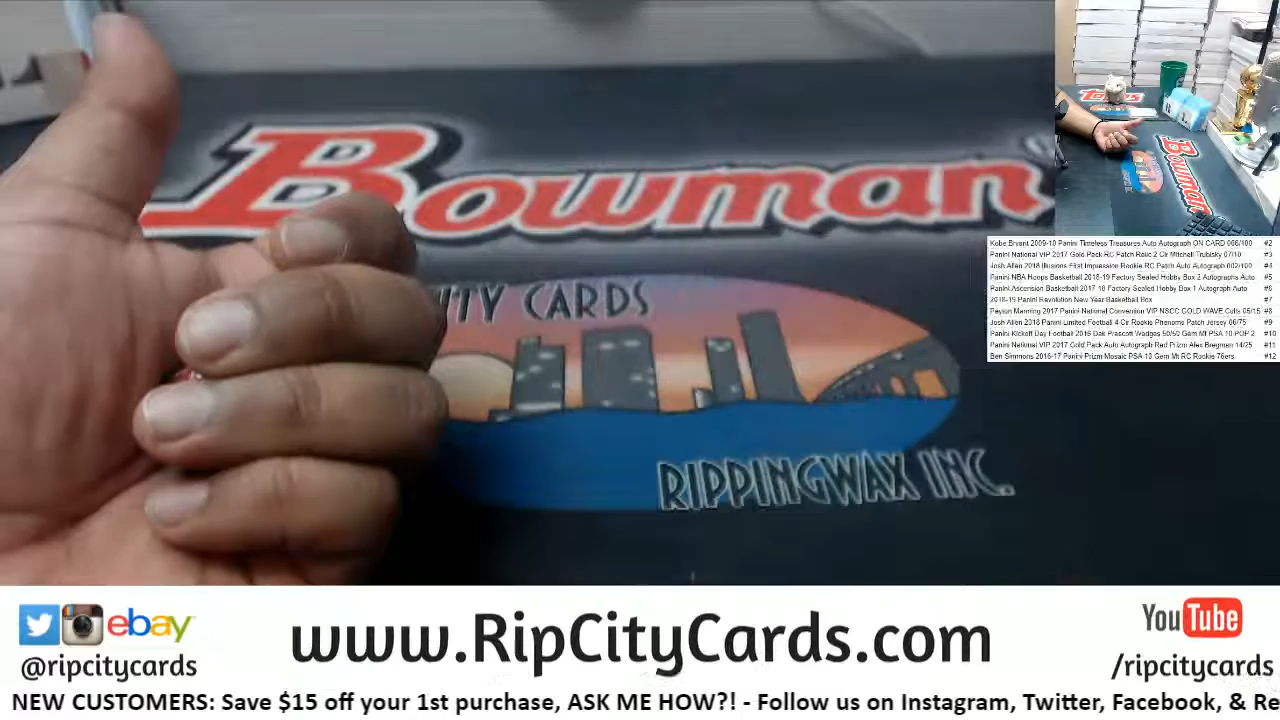 Bowman
ITY CARDS
RIPPINGWAX INC.
Topps
Bowman
Kobe Bryant 2009-10 Panini Timeless Treasures Auto Autograph ON CARD 066/100 #2
Panini National VIP 2017 Gold Pack RC Patch Relic 2 Clr Mitchell Trubisky 07/10 #3
Josh Allen 2018 Illusions First Impression Rookie RC Patch Auto Autograph 002/100 #4
Panini NBA Hoops Basketball 2018-19 Factory Sealed Hobby Box 2 Autographs Auto #5
Panini Ascension Basketball 2017-18 Factory Sealed Hobby Box 1 Autograph Auto #6
2018-19 Panini Revolution New Year Basketball Box #7
Peyton Manning 2017 Panini National Convention VIP NSCC GOLD WAVE Cuts 05/15 #8
Josh Allen 2018 Panini Limited Football 4 Clr Rookie Phenoms Patch Jersey 06/75 #9
Panini Kickoff Day Football 2016 Dak Prescott Wedges 50/50 Gem Mt PSA 10 POP 2 #10
Panini National VIP 2017 Gold Pack Auto Autograph Red Prizm Alex Bregman 14/25 #11
Ben Simmons 2016-17 Panini Prizm Mosaic PSA 10 Gem Mt RC Rookie 76ers #12
ebay
@ripcitycards
www.RipCityCards.com
YouTube
/ripcitycards
NEW CUSTOMERS: Save $15 off your 1st purchase, ASK ME HOW?! - Follow us on Instagram, Twitter, Facebook, & Re